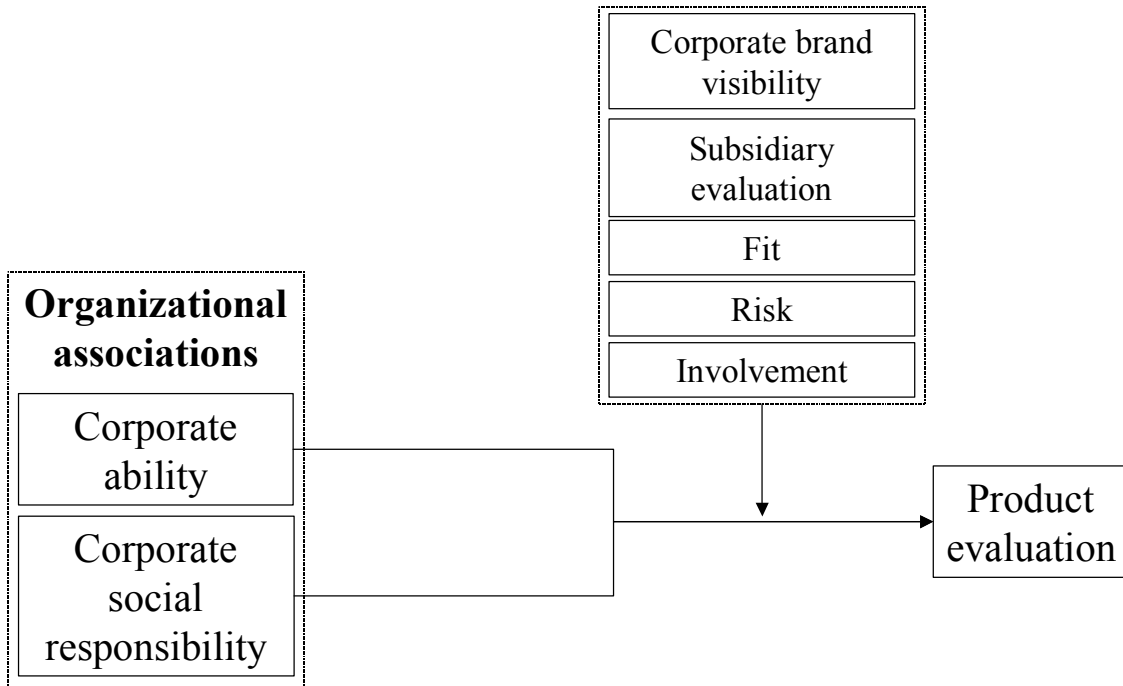 Corporate brand
visibility
Subsidiary
evaluation
Fit
Risk
Involvement
Organizational
associations
Corporate
ability
Corporate
social
responsibility
Product
evaluation